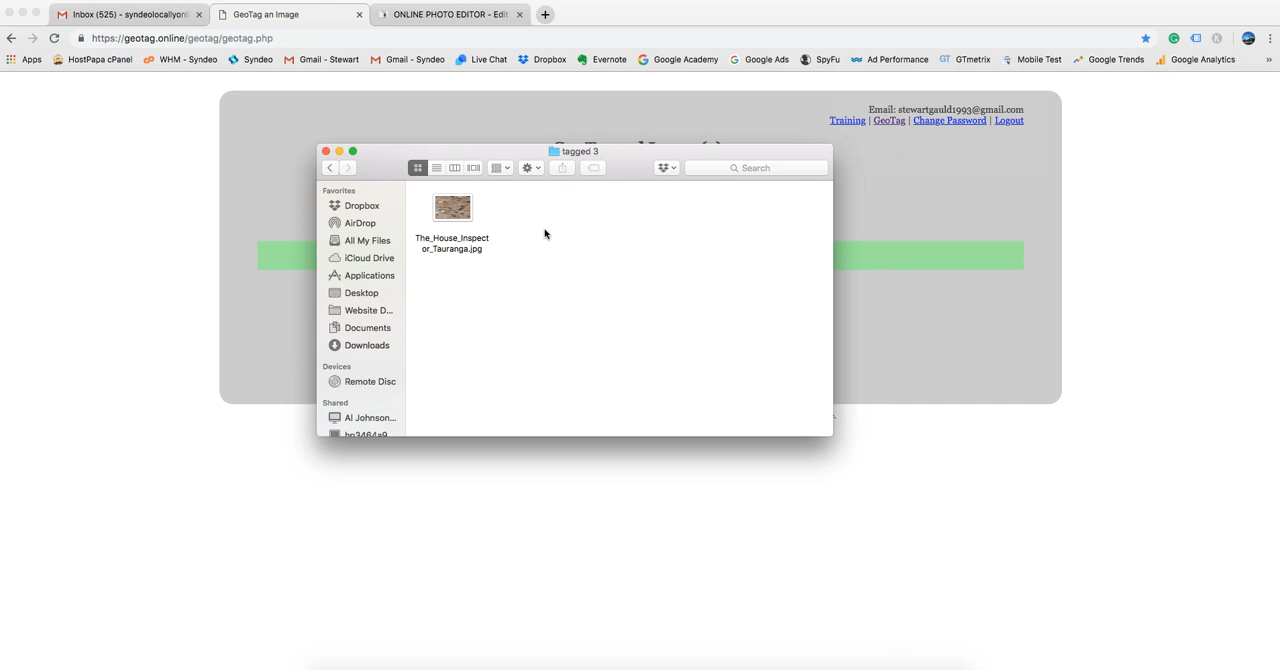 Inbox (525) - syndeolocallyonl
GeoTag an Image
ONLINE PHOTO EDITOR - Edit
https://geotag.online/geotag/geotag.php
Apps
HostPapa cPanel
WHM - Syndeo
Syndeo
Gmail - Stewart
Gmail - Syndeo
Live Chat
Dropbox
Evernote
Google Academy
Google Ads
SpyFu
Ad Performance
GT GTmetrix
Mobile Test
Google Trends
Google Analytics
»
Email: stewartgauld1993@gmail.com
Training | GeoTag | Change Password | Logout
tagged 3
Search
Favorites
Dropbox
AirDrop
All My Files
iCloud Drive
Applications
Desktop
Website D...
Documents
Downloads
Devices
Remote Disc
Shared
Al Johnson...
hp3464a9
The_House_Inspect
or_Tauranga.jpg